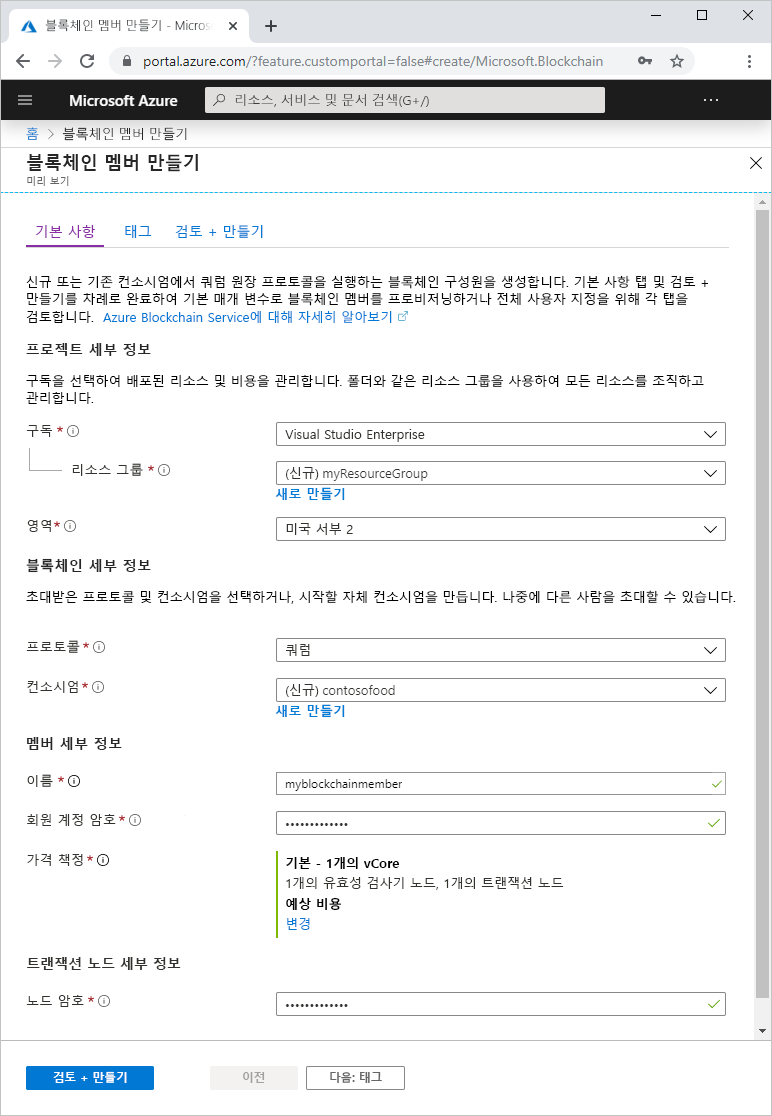 블록체인 멤버 만들기 - Micros
portal.azure.com/?feature.customportal=false#create/Microsoft.Blockchain
Microsoft Azure
리소스, 서비스 및 문서 검색(G+/)
홈 > 블록체인 멤버 만들기
블록체인 멤버 만들기
미리 보기
기본 사항 태그 검토 + 만들기
신규 또는 기존 컨소시엄에서 쿼럼 원장 프로토콜을 실행하는 블록체인 구성원을 생성합니다. 기본 사항 탭 및 검토 +
만들기를 차례로 완료하여 기본 매개 변수로 블록체인 멤버를 프로비저닝하거나 전체 사용자 지정을 위해 각 탭을
검토합니다. Azure Blockchain Service에 대해 자세히 알아보기
프로젝트 세부 정보
구독을 선택하여 배포된 리소스 및 비용을 관리합니다. 폴더와 같은 리소스 그룹을 사용하여 모든 리소스를 조직하고
관리합니다.
구독 * Visual Studio Enterprise
리소스 그룹 * (신규) myResourceGroup
새로 만들기
영역* 미국 서부 2
블록체인 세부 정보
초대받은 프로토콜 및 컨소시엄을 선택하거나, 시작할 자체 컨소시엄을 만듭니다. 나중에 다른 사람을 초대할 수 있습니다.
프로토콜 * 쿼럼
컨소시엄* (신규) contosofood
새로 만들기
멤버 세부 정보
이름 * myblockchainmember
회원 계정 암호 * •••••••••••••
가격 책정* 기본 - 1개의 vCore
1개의 유효성 검사기 노드, 1개의 트랜잭션 노드
예상 비용
변경
트랜잭션 노드 세부 정보
노드 암호 * •••••••••••••
검토 + 만들기 이전 다음: 태그